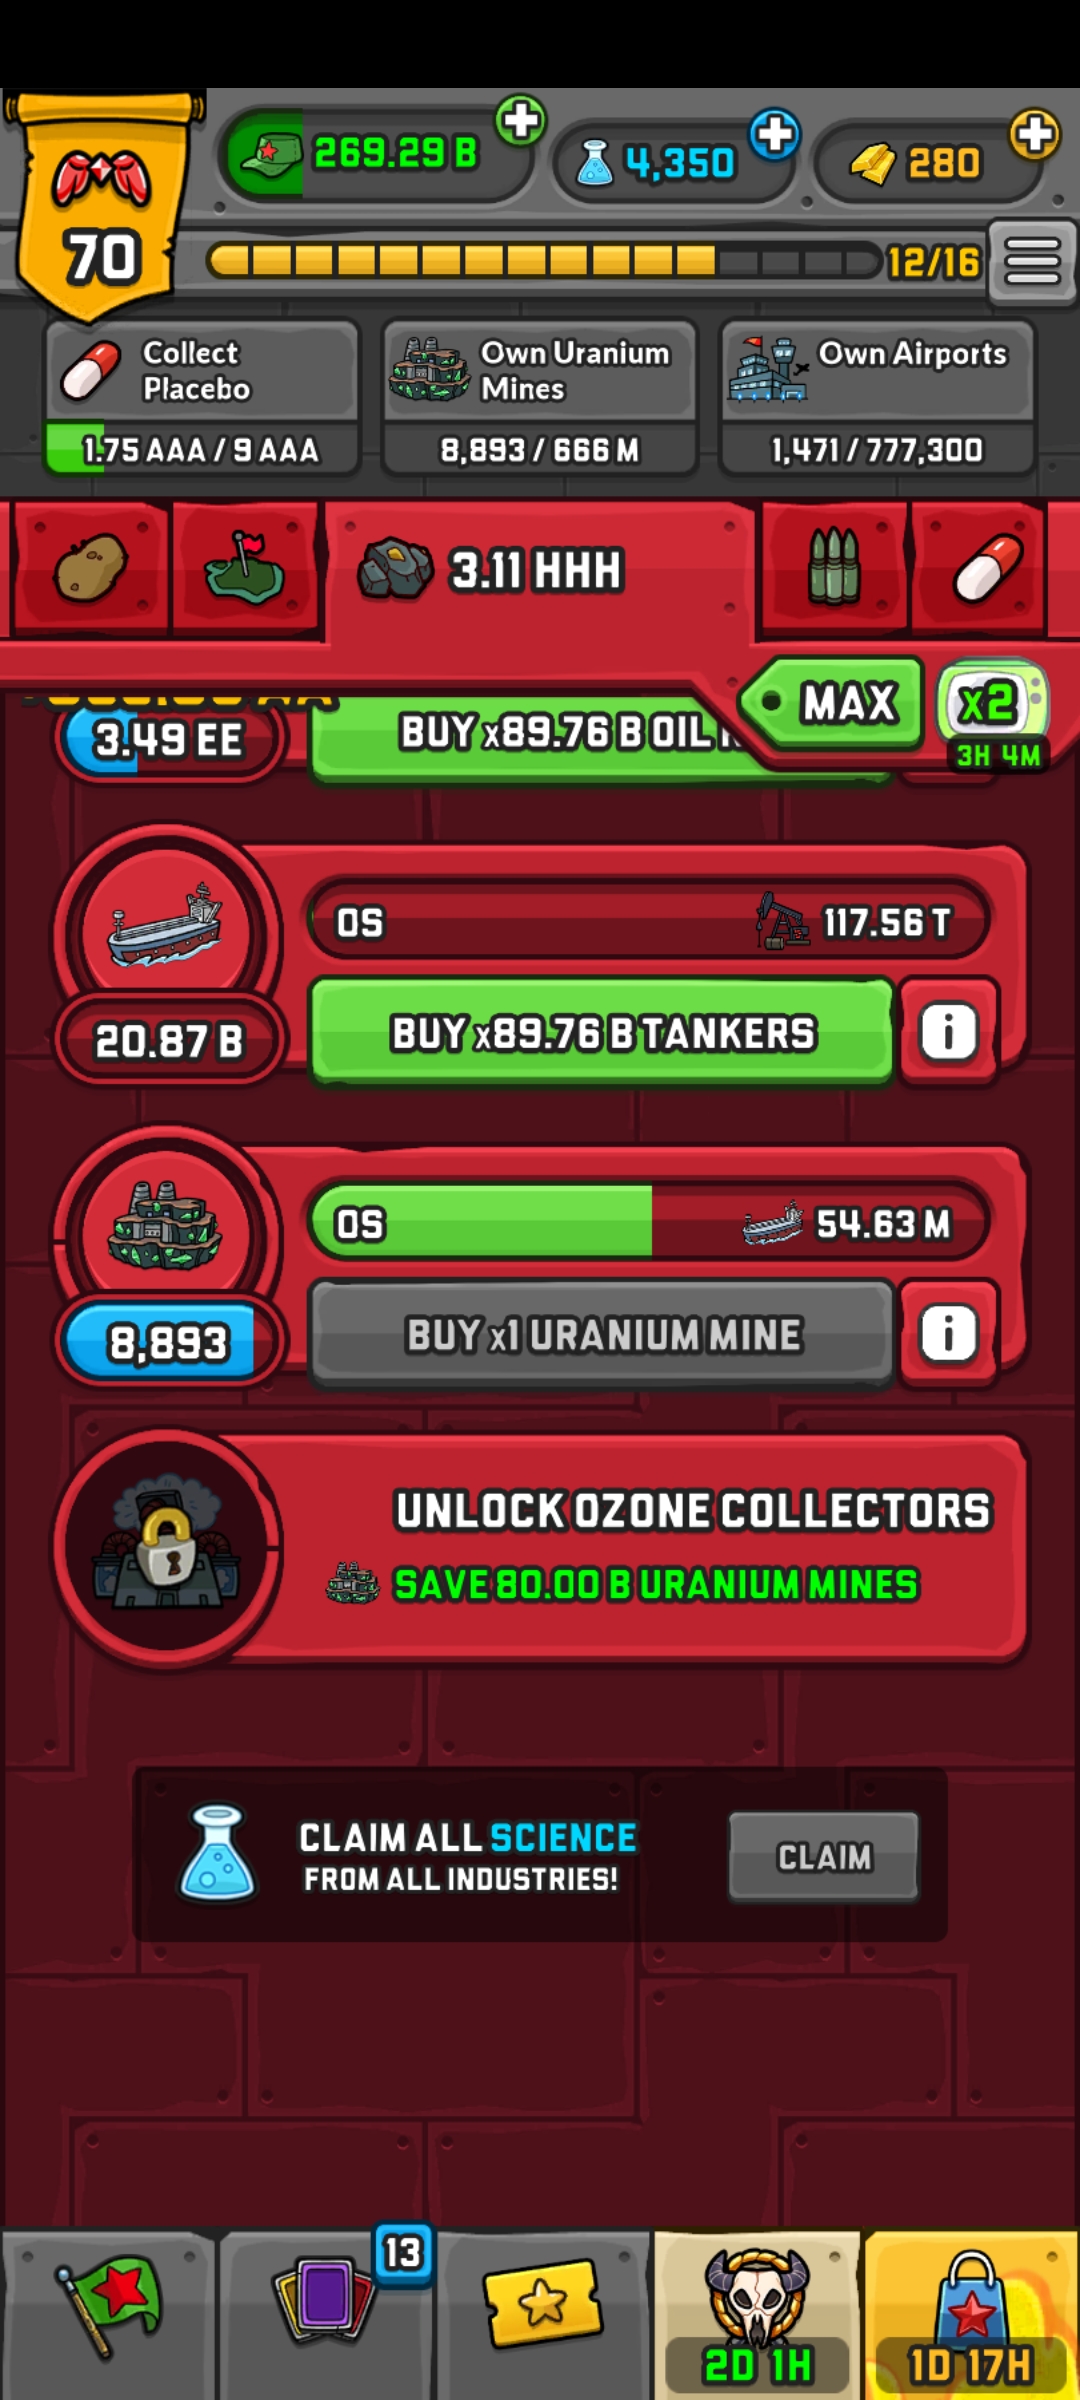 269.29 B
4,350
280
70
12/16
Collect
Placebo
1.75 AAA / 9 AAA
Own Uranium
Mines
8,893 / 666 M
Own Airports
1,471 / 777,300
3.11 HHH
MAX
x2
3H 4M
3.49 EE
BUY x89.76 B OIL
0S
117.56 T
20.87 B
BUY x89.76 B TANKERS
i
0S
54.63 M
8,893
BUY x1 URANIUM MINE
i
UNLOCK OZONE COLLECTORS
SAVE 80.00 B URANIUM MINES
CLAIM ALL SCIENCE
FROM ALL INDUSTRIES!
CLAIM
13
2D 1H
1D 17H